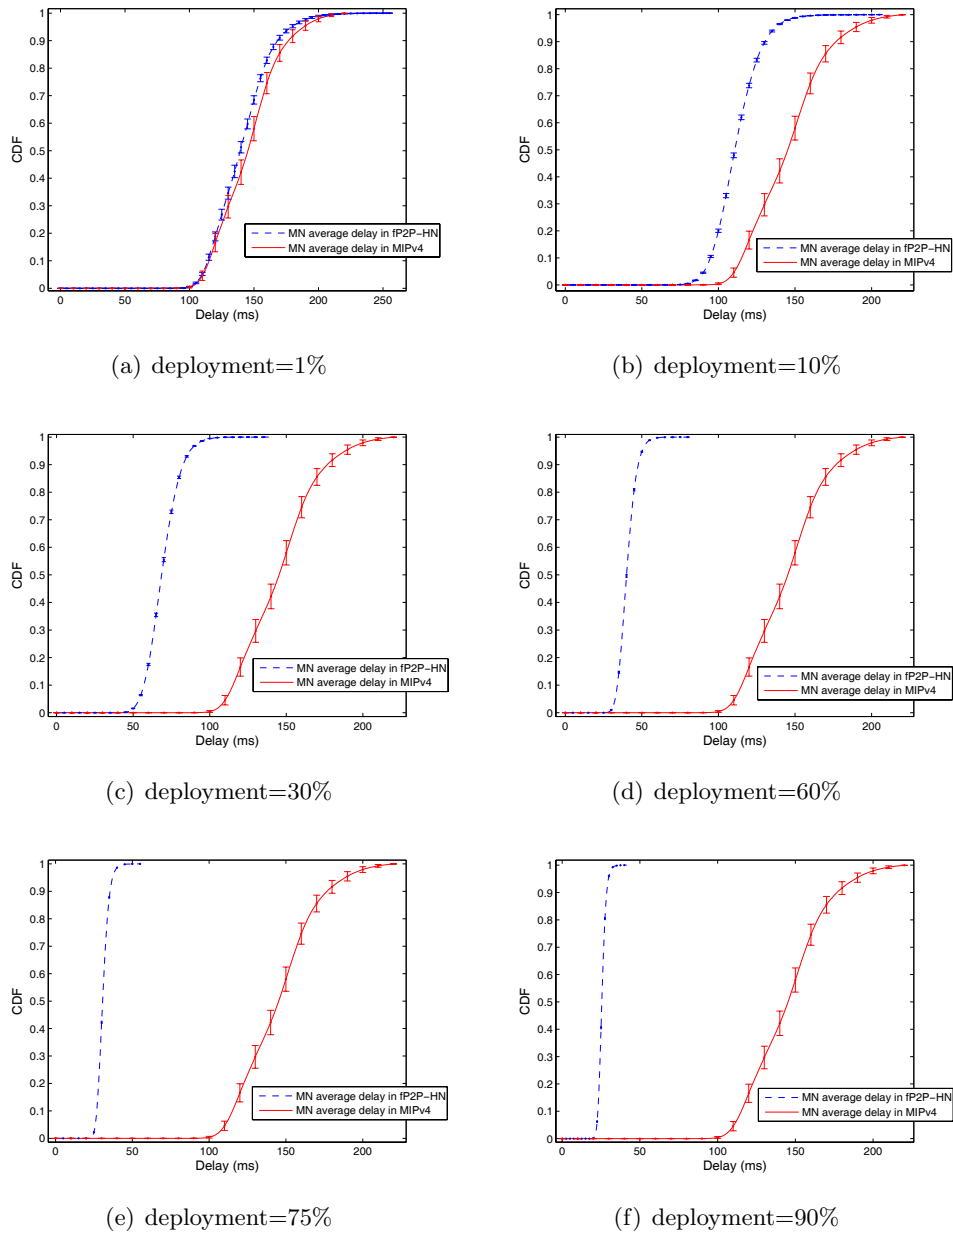 1
0.9
0.8
0.7
0.6
0.5
0.4
0.3
0.2
0.1
0
CDF
MN average delay in fP2P-HN
MN average delay in MIPv4
0 50 100 150 200 250
Delay (ms)
(a) deployment=1%
1
0.9
0.8
0.7
0.6
0.5
0.4
0.3
0.2
0.1
0
CDF
MN average delay in fP2P-HN
MN average delay in MIPv4
0 50 100 150 200
Delay (ms)
(b) deployment=10%
1
0.9
0.8
0.7
0.6
0.5
0.4
0.3
0.2
0.1
0
CDF
MN average delay in fP2P-HN
MN average delay in MIPv4
0 50 100 150 200
Delay (ms)
(c) deployment=30%
1
0.9
0.8
0.7
0.6
0.5
0.4
0.3
0.2
0.1
0
CDF
MN average delay in fP2P-HN
MN average delay in MIPv4
0 50 100 150 200
Delay (ms)
(d) deployment=60%
1
0.9
0.8
0.7
0.6
0.5
0.4
0.3
0.2
0.1
0
CDF
MN average delay in fP2P-HN
MN average delay in MIPv4
0 50 100 150 200
Delay (ms)
(e) deployment=75%
1
0.9
0.8
0.7
0.6
0.5
0.4
0.3
0.2
0.1
0
CDF
MN average delay in fP2P-HN
MN average delay in MIPv4
0 50 100 150 200
Delay (ms)
(f) deployment=90%